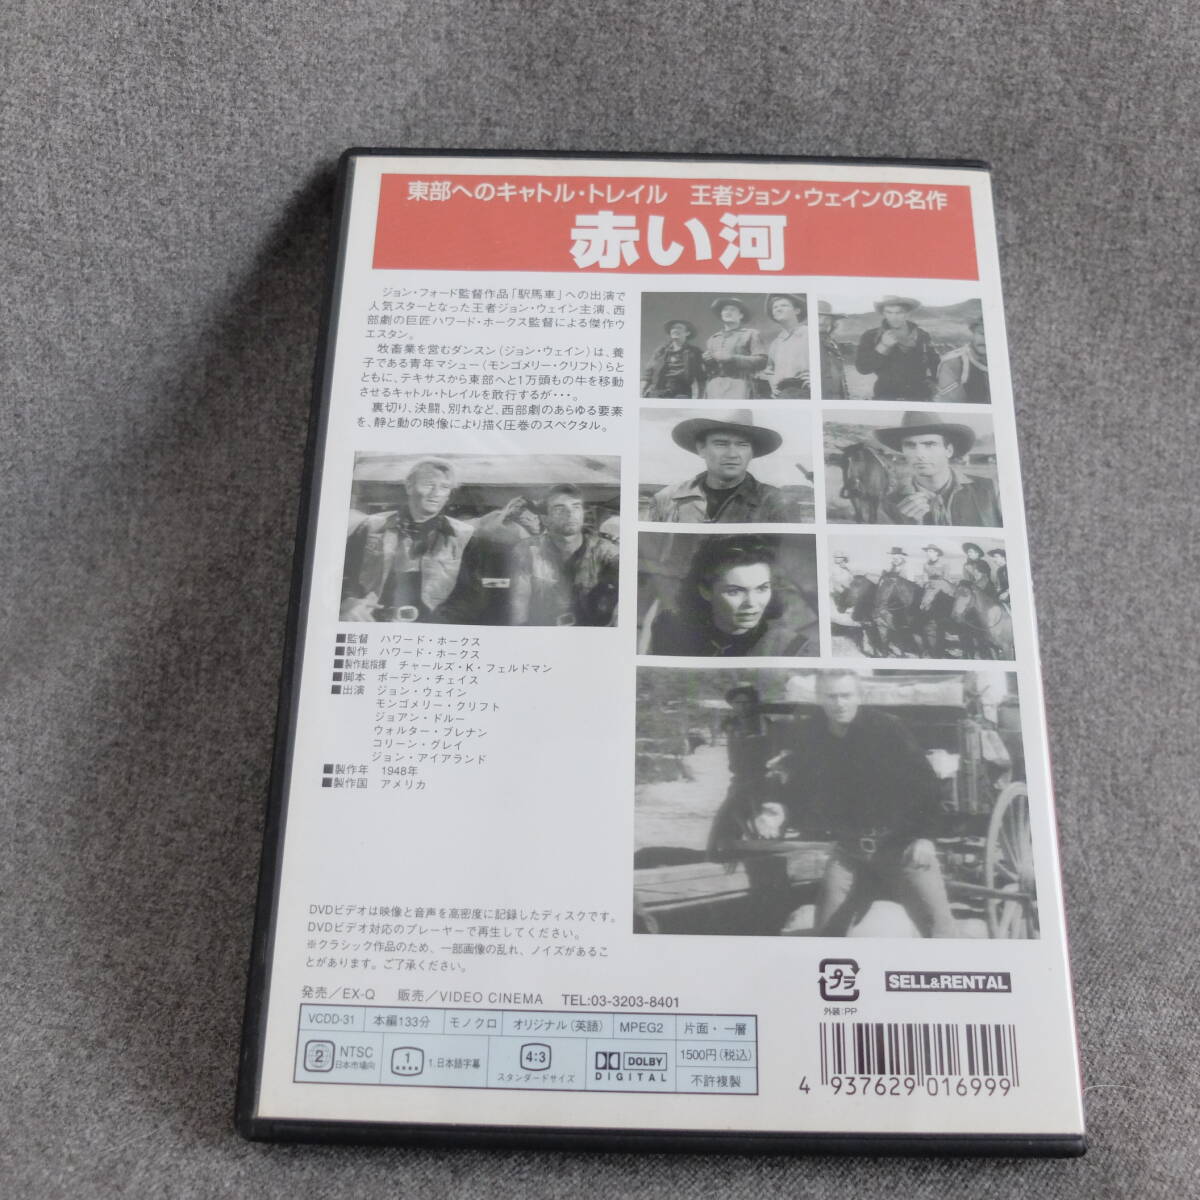 東部へのキャトル・トレイル　王者ジョン・ウェインの名作
赤い河
ジョン・フォード監督作品「駅馬車」への出演で
人気スターとなった王者ジョン・ウェイン主演、西
部劇の巨匠ハワード・ホークス監督による傑作ウ
エスタン。
牧畜業を営むダンスン（ジョン・ウェイン）は、養
子である青年マシュー（モンゴメリー・クリフト）らと
ともに、テキサスから東部へと1万頭もの牛を移動
させるキャトル・トレイルを敢行するが・・・。
裏切り、決闘、別れなど、西部劇のあらゆる要素
を、静と動の映像により描く圧巻のスペクタル。
■監督　ハワード・ホークス
■製作　ハワード・ホークス
■製作総指揮　チャールズ・K・フェルドマン
■脚本　ボーデン・チェイス
■出演　ジョン・ウェイン
モンゴメリー・クリフト
ジョアン・ドルー
ウォルター・ブレナン
コリーン・グレイ
ジョン・アイアランド
■製作年　1948年
■製作国　アメリカ
DVDビデオは映像と音声を高密度に記録したディスクです。
DVDビデオ対応のプレーヤーで再生してください。
※クラシック作品のため、一部画像の乱れ、ノイズがあるこ
とがあります。ご了承ください。
発売／EX-Q　販売／VIDEO CINEMA　TEL:03-3203-8401
VCDD-31　本編133分　モノクロ　オリジナル（英語）　MPEG2　片面・一層
2 NTSC 日本市場向　1 1.日本語字幕　4:3 スタンダードサイズ　DOLBY DIGITAL　1500円（税込）
不許複製
プラ
外装:PP
SELL&RENTAL
4 937629 016999